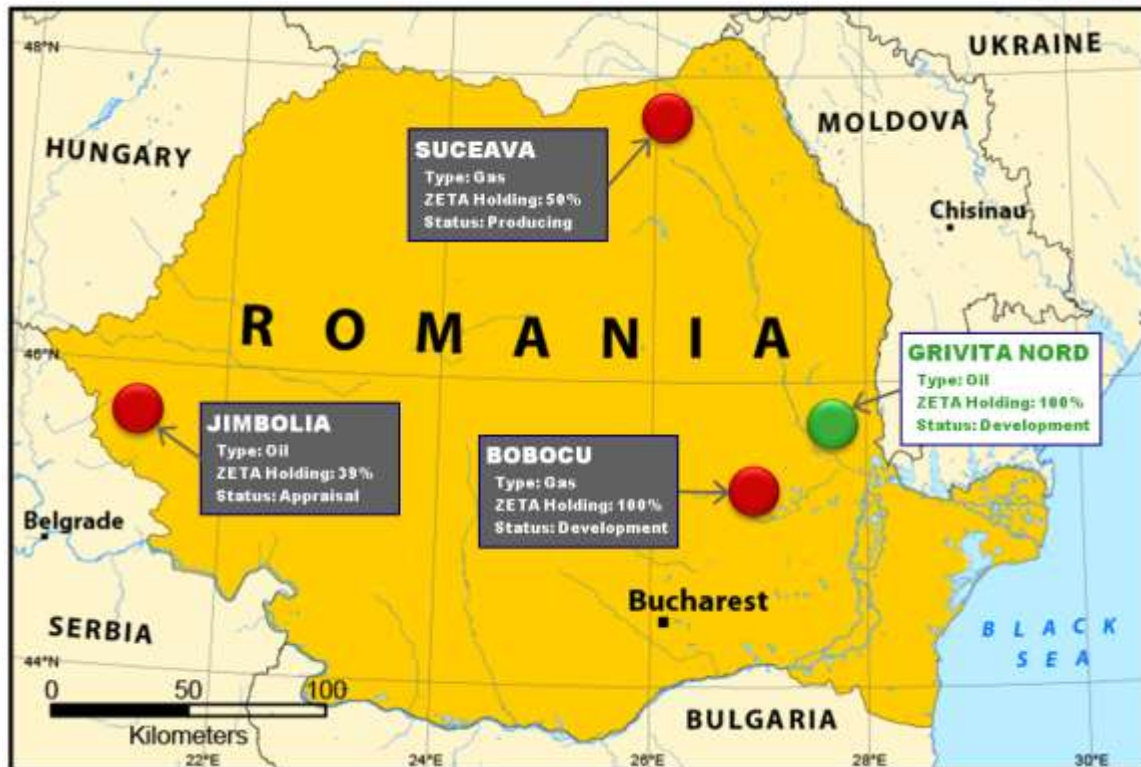 48°N
UKRAINE
HUNGARY
MOLDOVA
SUCEAVA
Type: Gas
ZETA Holding: 50%
Status: Producing
Chisinau
ROMANIA
46°N
GRIVITA NORD
Type: Oil
ZETA Holding: 100%
Status: Development
JIMBOLIA
Type: Oil
ZETA Holding: 39%
Status: Appraisal
BOBOCU
Type: Gas
ZETA Holding: 100%
Status: Development
Belgrade
Bucharest
SERBIA
BLACK
SEA
44°N
0 50 100
Kilometers
BULGARIA
22°E 24°E 26°E 28°E 30°E